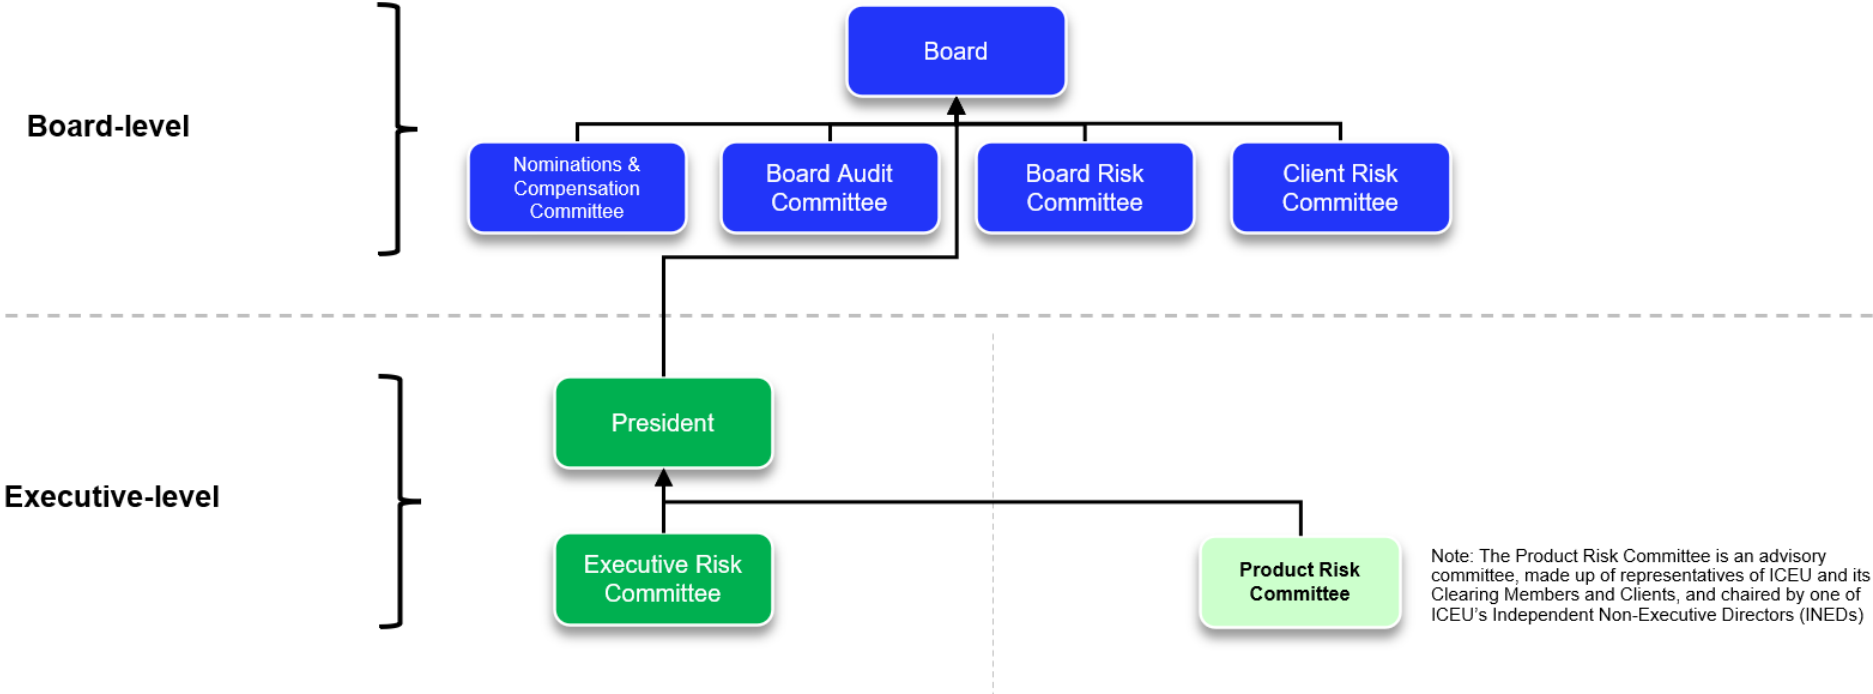 Board
Board-level
Nominations &
Compensation
Committee
Board Audit
Committee
Board Risk
Committee
Client Risk
Committee
President
Executive-level
Executive Risk
Committee
Product Risk
Committee
Note: The Product Risk Committee is an advisory
committee, made up of representatives of ICEU and its
Clearing Members and Clients, and chaired by one of
ICEU’s Independent Non-Executive Directors (INEDs)